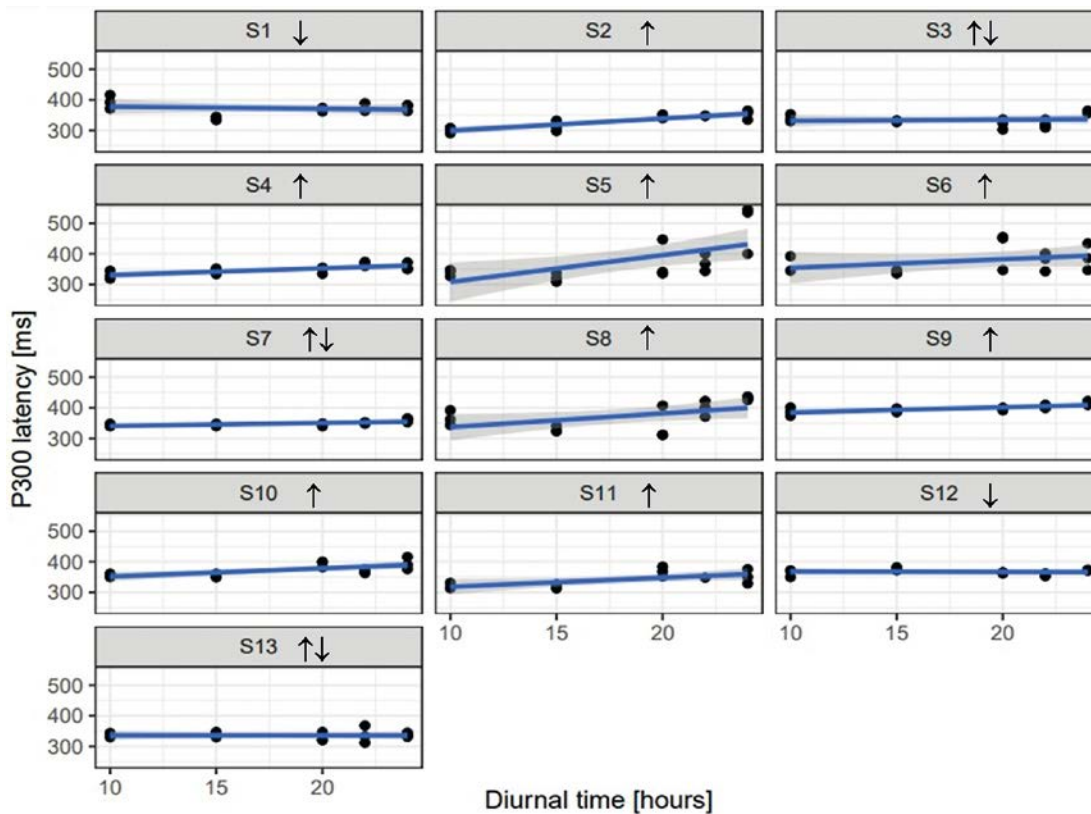 S1 ↓ S2 ↑ S3 ↑↓
500
400
300
S4 ↑ S5 ↑ S6 ↑
500
400
300
S7 ↑↓ S8 ↑ S9 ↑
500
400
300
S10 ↑ S11 ↑ S12 ↓
500
400
300
10 15 20 10 15 20
S13 ↑↓
500
400
300
10 15 20
P300 latency [ms]
Diurnal time [hours]